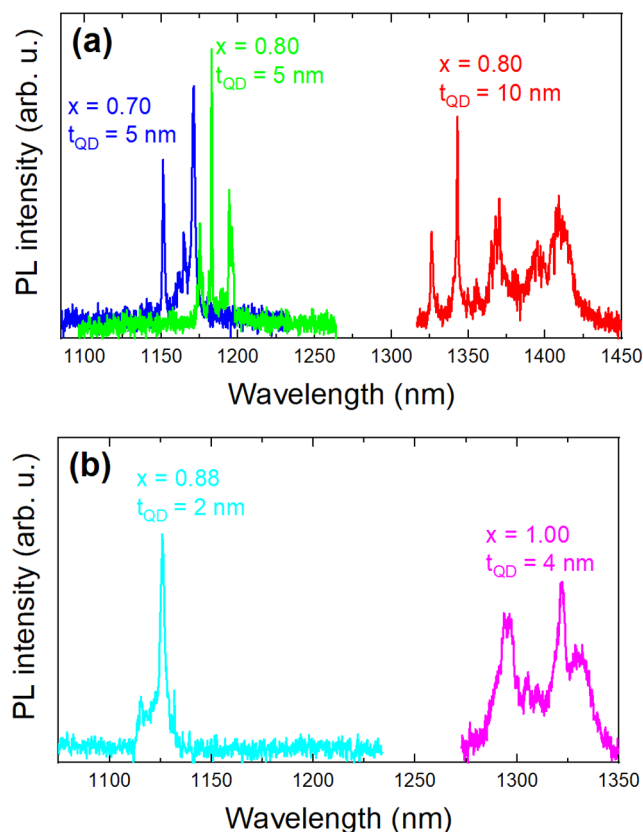 (a)
x = 0.70
t_QD = 5 nm
x = 0.80
t_QD = 5 nm
x = 0.80
t_QD = 10 nm
PL intensity (arb. u.)
1100 1150 1200 1250 1300 1350 1400 1450
Wavelength (nm)
(b)
x = 0.88
t_QD = 2 nm
x = 1.00
t_QD = 4 nm
PL intensity (arb. u.)
1100 1150 1200 1250 1300 1350
Wavelength (nm)